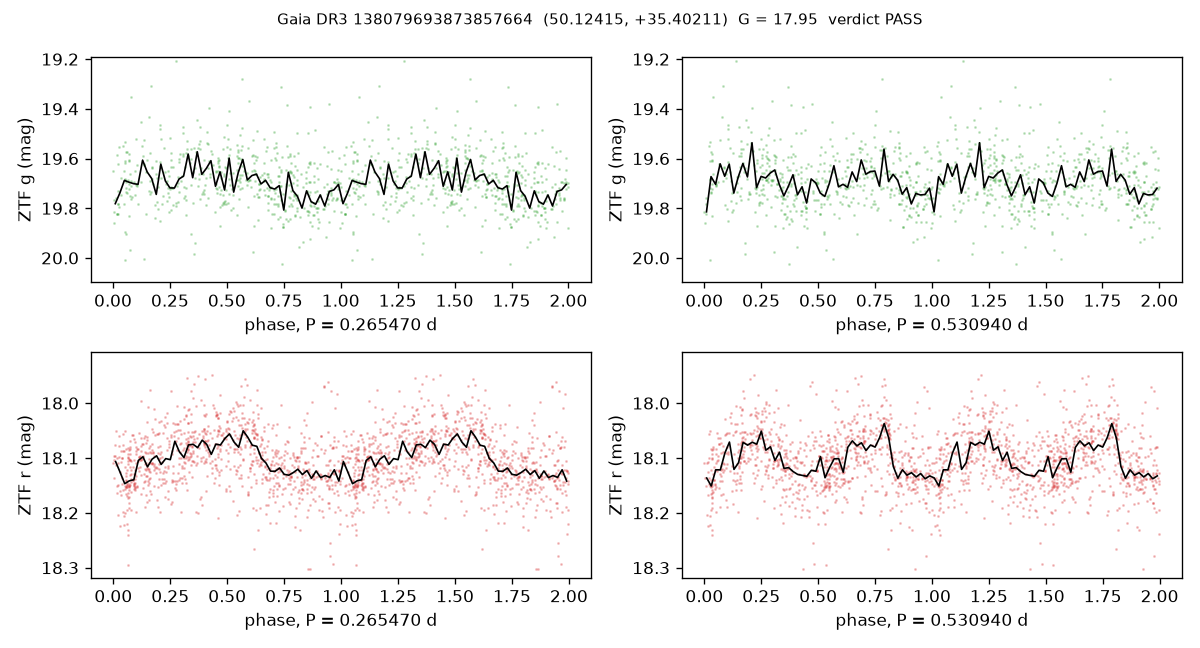 Gaia DR3 138079693873857664 (50.12415, +35.40211) G = 17.95 verdict PASS
19.2
19.4
19.6
19.8
20.0
ZTF g (mag)
0.00 0.25 0.50 0.75 1.00 1.25 1.50 1.75 2.00
phase, P = 0.265470 d
19.2
19.4
19.6
19.8
20.0
ZTF g (mag)
0.00 0.25 0.50 0.75 1.00 1.25 1.50 1.75 2.00
phase, P = 0.530940 d
18.0
18.1
18.2
18.3
ZTF r (mag)
0.00 0.25 0.50 0.75 1.00 1.25 1.50 1.75 2.00
phase, P = 0.265470 d
18.0
18.1
18.2
18.3
ZTF r (mag)
0.00 0.25 0.50 0.75 1.00 1.25 1.50 1.75 2.00
phase, P = 0.530940 d